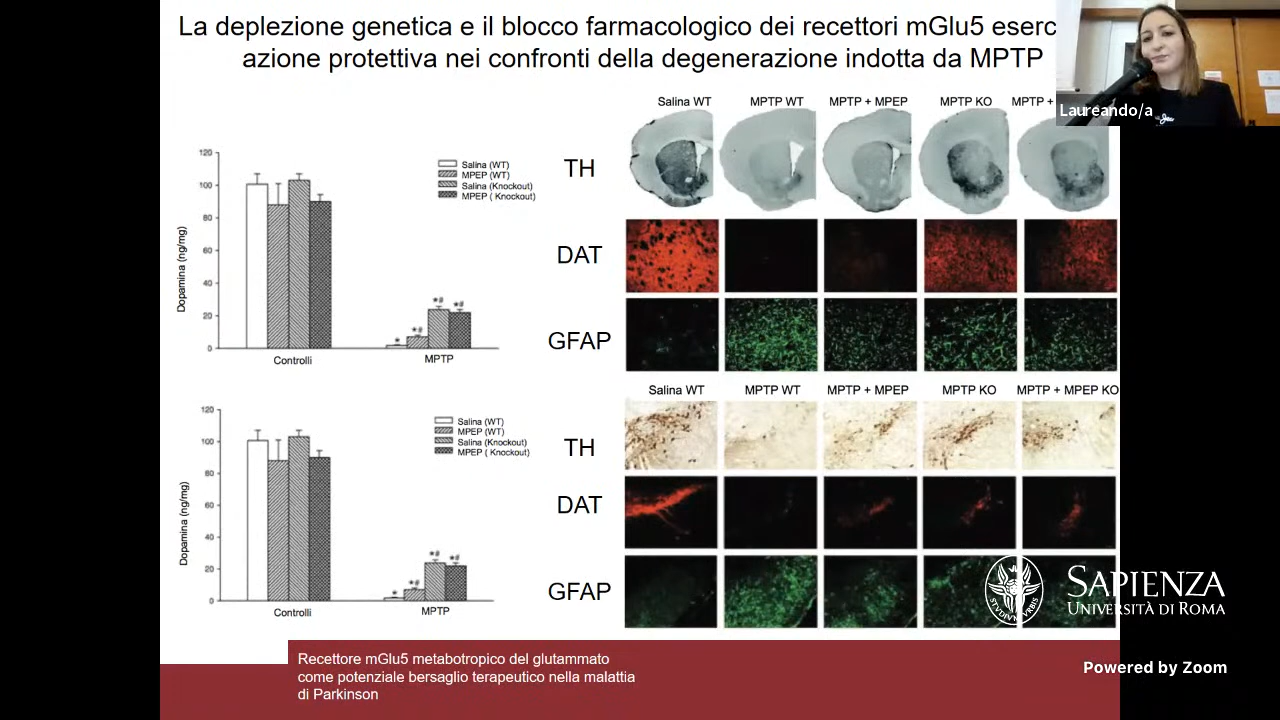 La deplezione genetica e il blocco farmacologico dei recettori mGlu5 eserc
azione protettiva nei confronti della degenerazione indotta da MPTP
Laureando/a
Salina WT MPTP WT MPTP + MPEP MPTP KO MPTP +
TH
DAT
GFAP
120
100
80
60
40
20
0
Dopamina (ng/mg)
Salina (WT)
MPEP (WT)
Salina (Knockout)
MPEP ( Knockout)
* *# *# *#
Controlli MPTP
Salina WT MPTP WT MPTP + MPEP MPTP KO MPTP + MPEP KO
TH
DAT
GFAP
120
100
80
60
40
20
0
Dopamina (ng/mg)
Salina (WT)
MPEP (WT)
Salina (Knockout)
MPEP ( Knockout)
* *# *# *#
Controlli MPTP
SAPIENZA
UNIVERSITÀ DI ROMA
STUDIUM URBIS
Recettore mGlu5 metabotropico del glutammato
come potenziale bersaglio terapeutico nella malattia
di Parkinson
Powered by Zoom